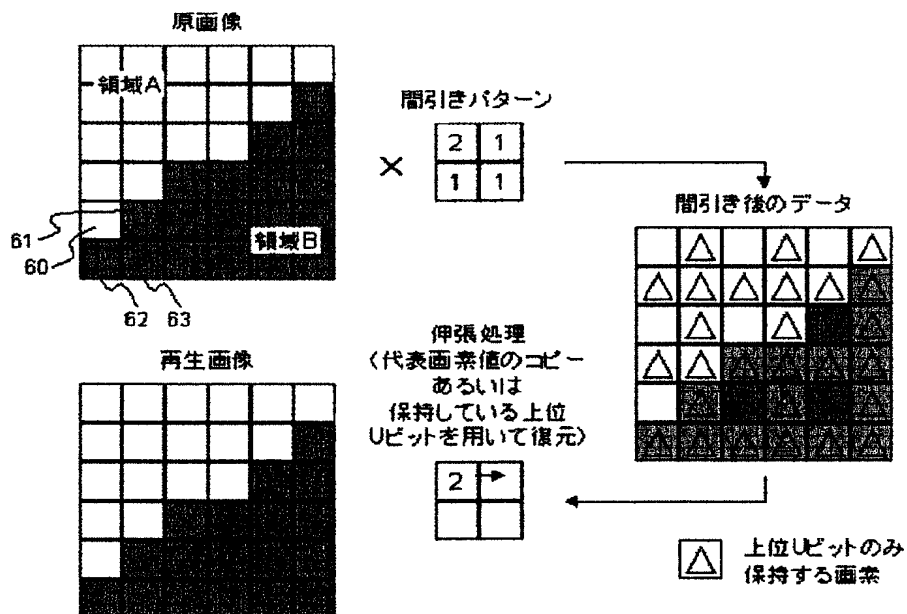 原画像
領域A
領域B
61
60
62
63
間引きパターン
2 1
1 1
間引き後のデータ
伸張処理
(代表画素値のコピー
あるいは
保持している上位
Uビットを用いて復元)
2
再生画像
上位Uビットのみ
保持する画素